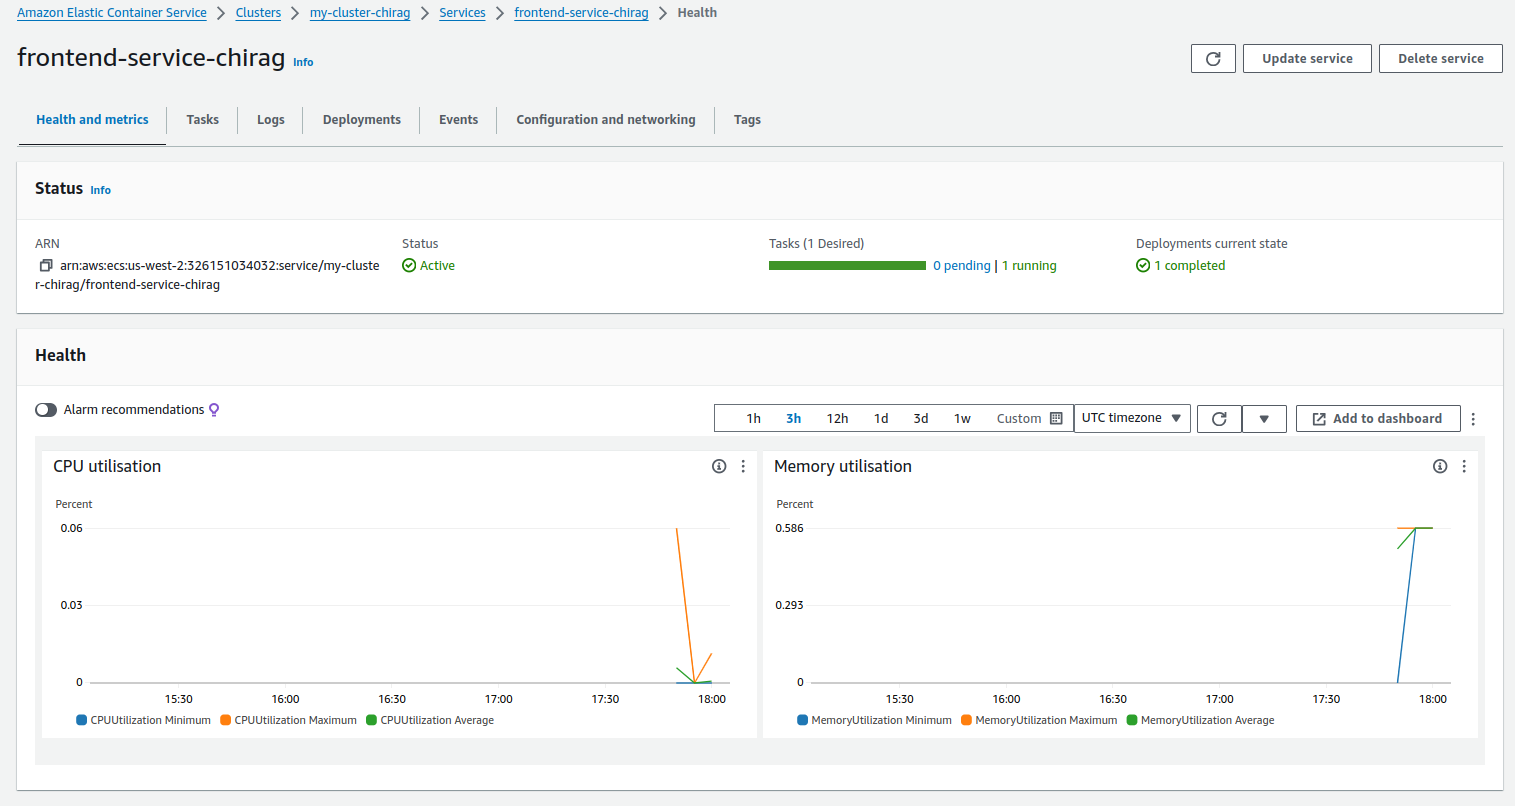 Amazon Elastic Container Service > Clusters > my-cluster-chirag > Services > frontend-service-chirag > Health
frontend-service-chirag Info
Update service
Delete service
Health and metrics
Tasks
Logs
Deployments
Events
Configuration and networking
Tags
Status Info
ARN
arn:aws:ecs:us-west-2:326151034032:service/my-cluste
r-chirag/frontend-service-chirag
Status
Active
Tasks (1 Desired)
0 pending | 1 running
Deployments current state
1 completed
Health
Alarm recommendations
1h 3h 12h 1d 3d 1w Custom
UTC timezone
Add to dashboard
CPU utilisation
Percent
0.06
0.03
0
15:30 16:00 16:30 17:00 17:30 18:00
CPUUtilization Minimum CPUUtilization Maximum CPUUtilization Average
Memory utilisation
Percent
0.586
0.293
0
15:30 16:00 16:30 17:00 17:30 18:00
MemoryUtilization Minimum MemoryUtilization Maximum MemoryUtilization Average